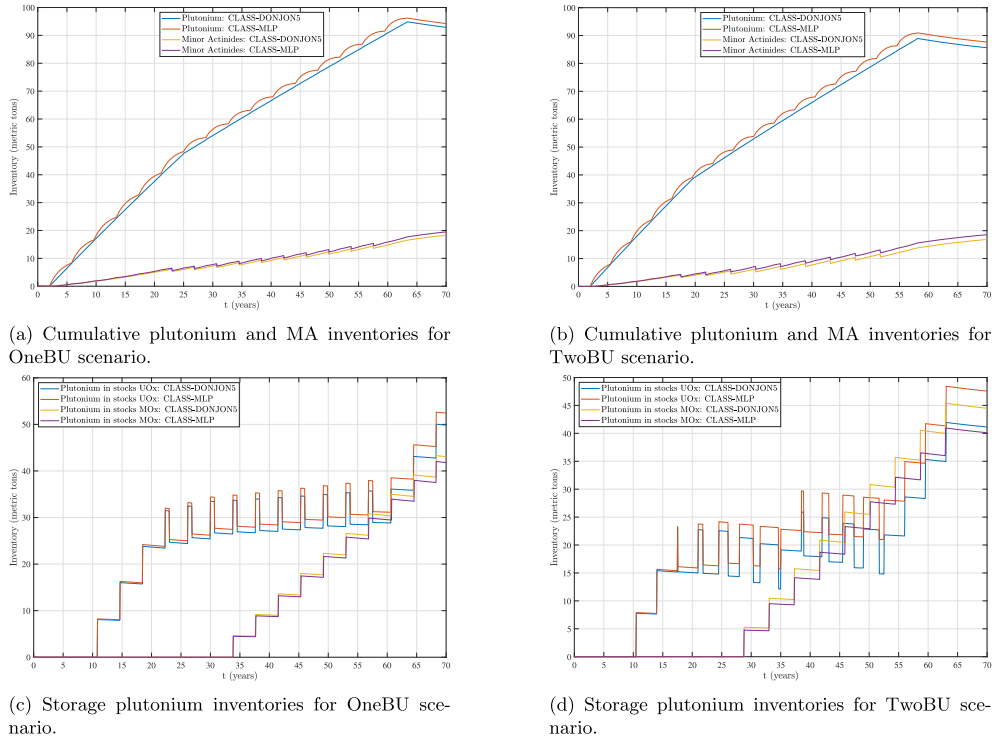 Plutonium: CLASS-DONJON5
Plutonium: CLASS-MLP
Minor Actinides: CLASS-DONJON5
Minor Actinides: CLASS-MLP
Inventory (metric tons)
100
90
80
70
60
50
40
30
20
10
0
0 5 10 15 20 25 30 35 40 45 50 55 60 65 70
t (years)
(a) Cumulative plutonium and MA inventories for
OneBU scenario.
Plutonium: CLASS-DONJON5
Plutonium: CLASS-MLP
Minor Actinides: CLASS-DONJON5
Minor Actinides: CLASS-MLP
Inventory (metric tons)
100
90
80
70
60
50
40
30
20
10
0
0 5 10 15 20 25 30 35 40 45 50 55 60 65 70
t (years)
(b) Cumulative plutonium and MA inventories for
TwoBU scenario.
Plutonium in stocks UOx: CLASS-DONJON5
Plutonium in stocks UOx: CLASS-MLP
Plutonium in stocks MOx: CLASS-DONJON5
Plutonium in stocks MOx: CLASS-MLP
Inventory (metric tons)
60
50
40
30
20
10
0
0 5 10 15 20 25 30 35 40 45 50 55 60 65 70
t (years)
(c) Storage plutonium inventories for OneBU sce-
nario.
Plutonium in stocks UOx: CLASS-DONJON5
Plutonium in stocks UOx: CLASS-MLP
Plutonium in stocks MOx: CLASS-DONJON5
Plutonium in stocks MOx: CLASS-MLP
Inventory (metric tons)
50
45
40
35
30
25
20
15
10
5
0
0 5 10 15 20 25 30 35 40 45 50 55 60 65 70
t (years)
(d) Storage plutonium inventories for TwoBU sce-
nario.